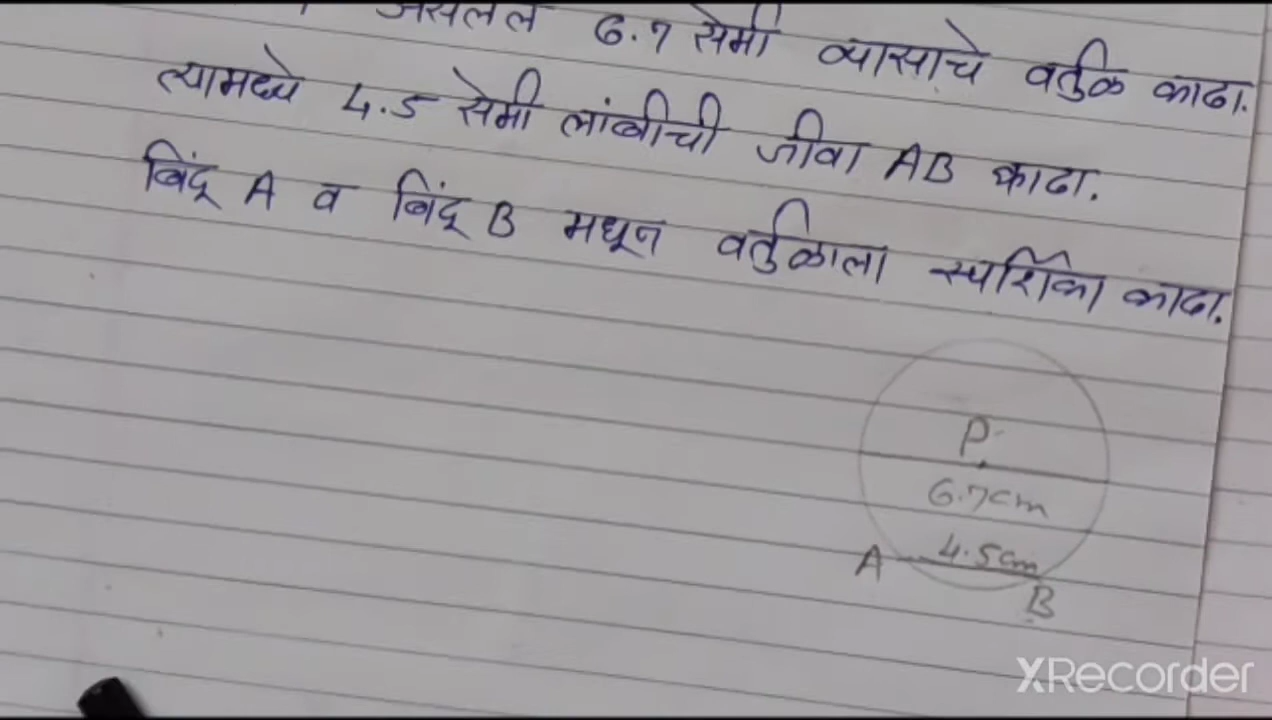 असलेले 6.7 सेमी व्यासाचे वर्तुळ काढा.
त्यामध्ये 4.5 सेमी लांबीची जीवा AB काढा.
बिंदू A व बिंदू B मधून वर्तुळाला स्पर्शिका काढा.
P
6.7cm
4.5cm
A
B
XRecorder